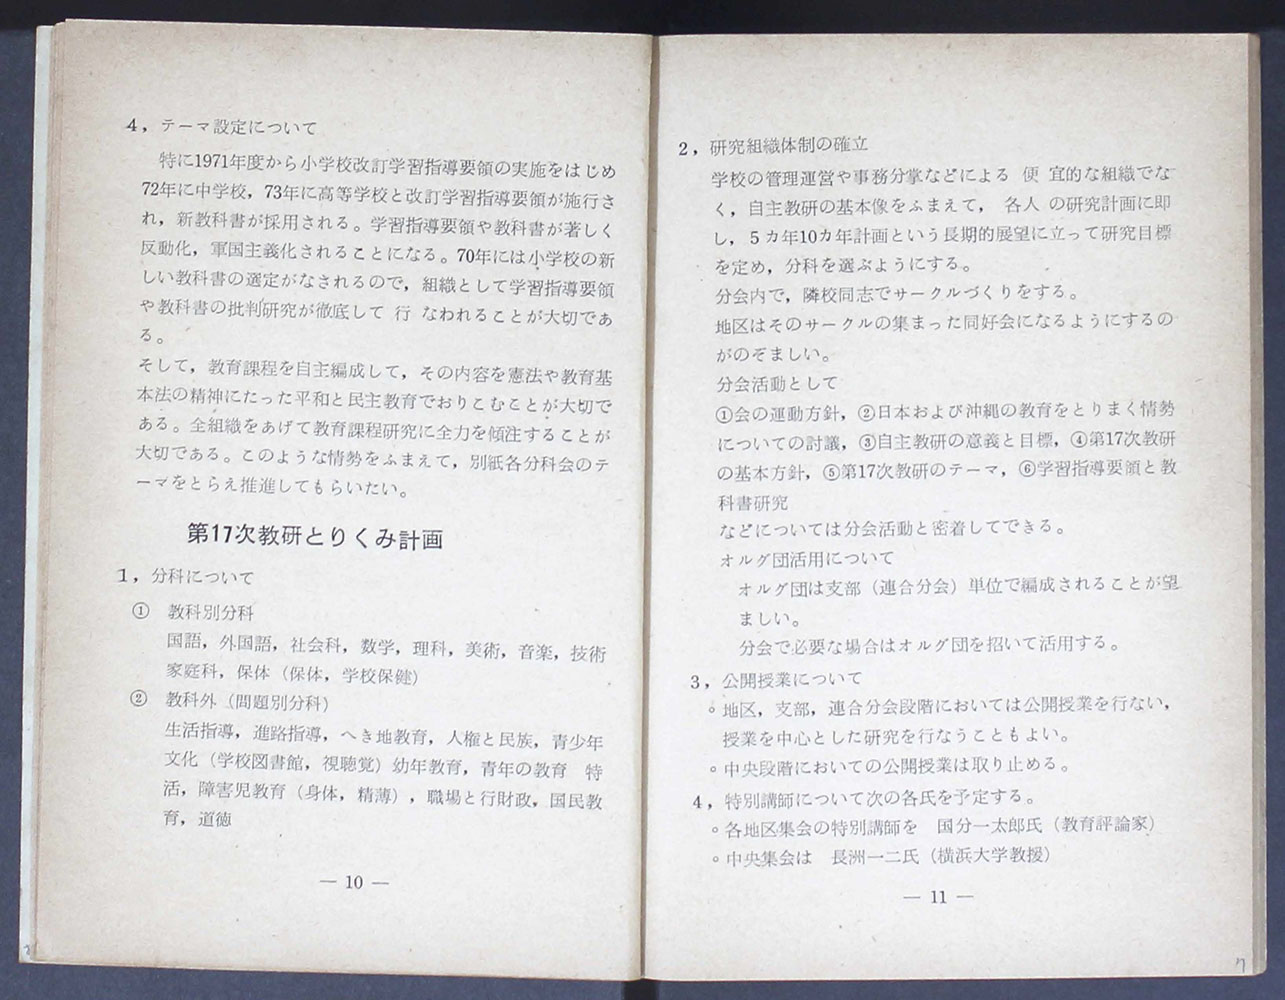 4，テーマ設定について
特に1971年度から小学校改訂学習指導要領の実施をはじめ
72年に中学校，73年に高等学校と改訂学習指導要領が施行さ
れ，新教科書が採用される。学習指導要領や教科書が著しく
反動化，軍国主義化されることになる。70年には小学校の新
しい教科書の選定がなされるので，組織として学習指導要領
や教科書の批判研究が徹底して 行 なわれることが大切であ
る。
そして，教育課程を自主編成して，その内容を憲法や教育基
本法の精神にたった平和と民主教育でおりこむことが大切で
ある。全組織をあげて教育課程研究に全力を傾注することが
大切である。このような情勢をふまえて，別紙各分科会のテ
ーマをとらえ推進してもらいたい。
第17次教研とりくみ計画
1，分科について
① 教科別分科
国語，外国語，社会科，数学，理科，美術，音楽，技術
家庭科，保体（保体，学校保健）
② 教科外（問題別分科）
生活指導，進路指導，へき地教育，人権と民族，青少年
文化（学校図書館，視聴覚）幼年教育，青年の教育 特
活，障害児教育（身体，精薄），職場と行財政，国民教
育，道徳
— 10 —
2，研究組織体制の確立
学校の管理運営や事務分掌などによる 便 宜的な組織でな
く，自主教研の基本像をふまえて， 各人 の研究計画に即
し，５カ年10カ年計画という長期的展望に立って研究目標
を定め，分科を選ぶようにする。
分会内で，隣校同志でサークルづくりをする。
地区はそのサークルの集まった同好会になるようにするの
がのぞましい。
分会活動として
①会の運動方針，②日本および沖縄の教育をとりまく情勢
についての討議，③自主教研の意義と目標，④第17次教研
の基本方針，⑤第17次教研のテーマ，⑥学習指導要領と教
科書研究
などについては分会活動と密着してできる。
オルグ団活用について
オルグ団は支部（連合分会）単位で編成されることが望
ましい。
分会で必要な場合はオルグ団を招いて活用する。
3，公開授業について
。地区，支部，連合分会段階においては公開授業を行ない，
授業を中心とした研究を行なうこともよい。
。中央段階においての公開授業は取り止める。
4，特別講師について次の各氏を予定する。
。各地区集会の特別講師を 国分一太郎氏（教育評論家）
。中央集会は 長洲一二氏（横浜大学教授）
— 11 —
7